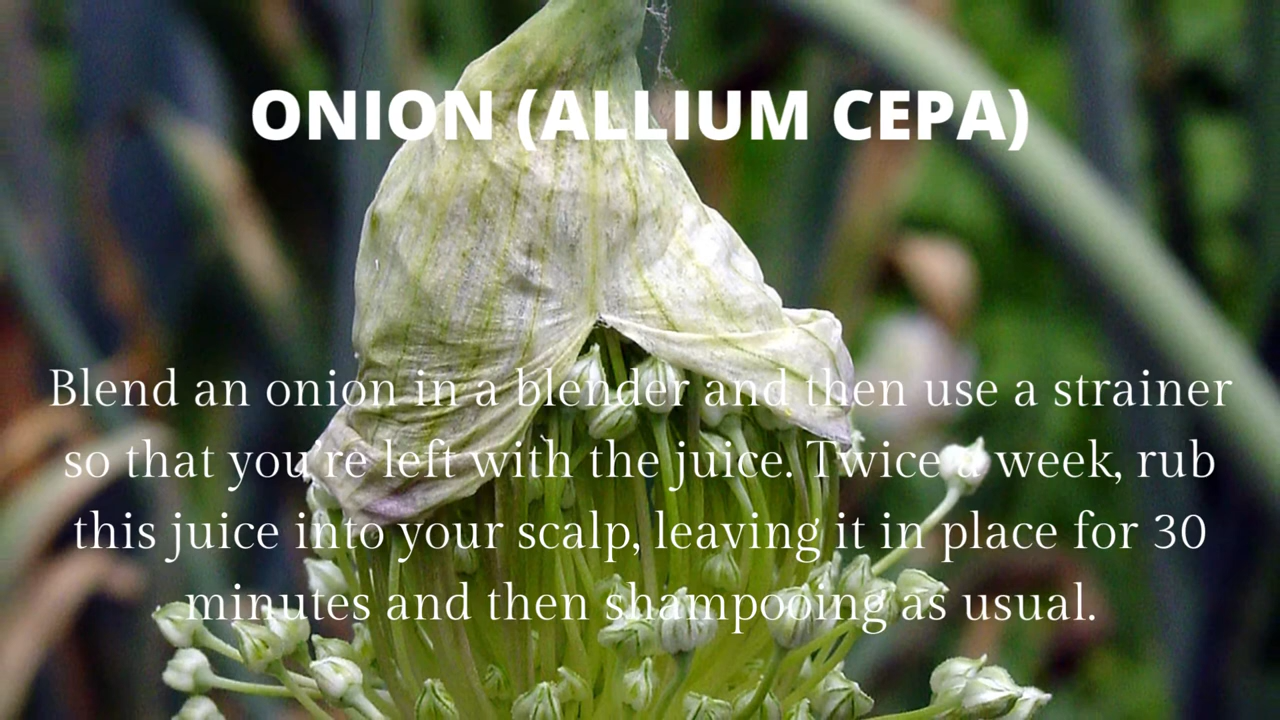 ONION (ALLIUM CEPA)
Blend an onion in a blender and then use a strainer
so that you're left with the juice. Twice a week, rub
this juice into your scalp, leaving it in place for 30
minutes and then shampooing as usual.